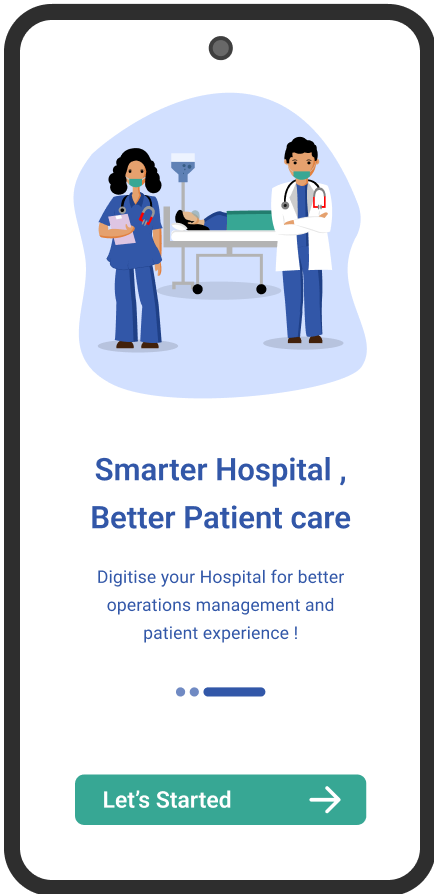 Smarter Hospital ,
Better Patient care
Digitise your Hospital for better
operations management and
patient experience !
Let’s Started